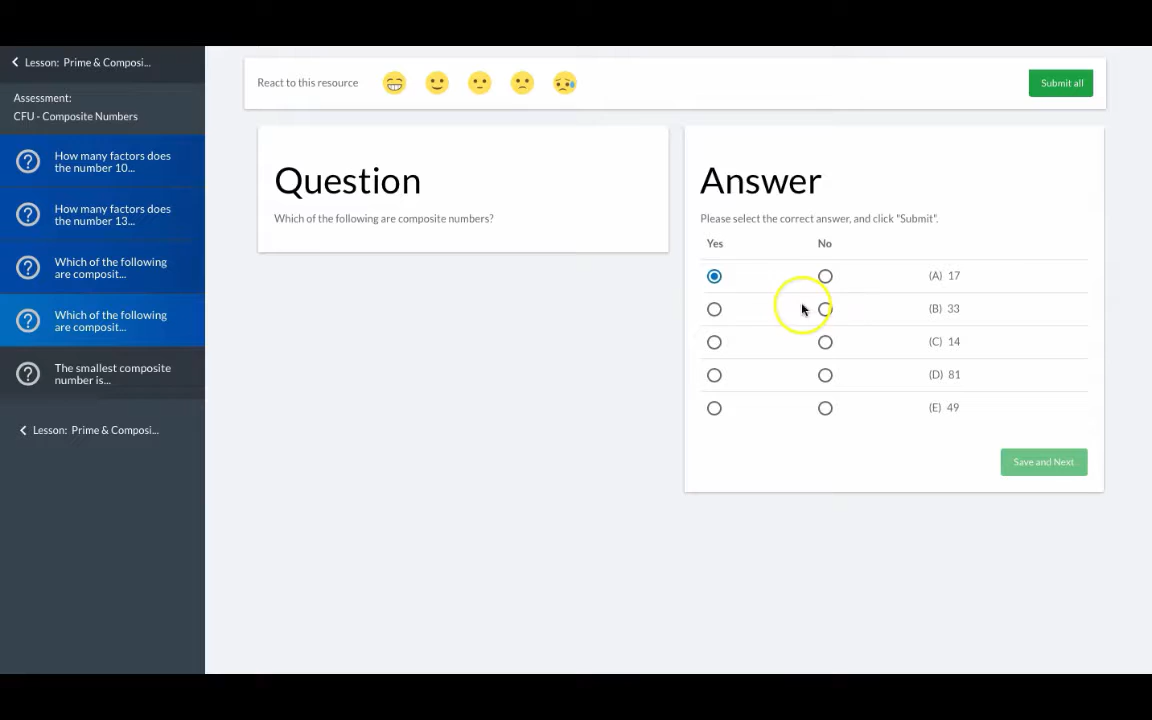 Lesson: Prime & Composi...
Assessment:
CFU - Composite Numbers
How many factors does
the number 10...
How many factors does
the number 13...
Which of the following
are composit...
Which of the following
are composit...
The smallest composite
number is...
Lesson: Prime & Composi...
React to this resource
Submit all
Question
Which of the following are composite numbers?
Answer
Please select the correct answer, and click "Submit".
Yes No
(A) 17
(B) 33
(C) 14
(D) 81
(E) 49
Save and Next